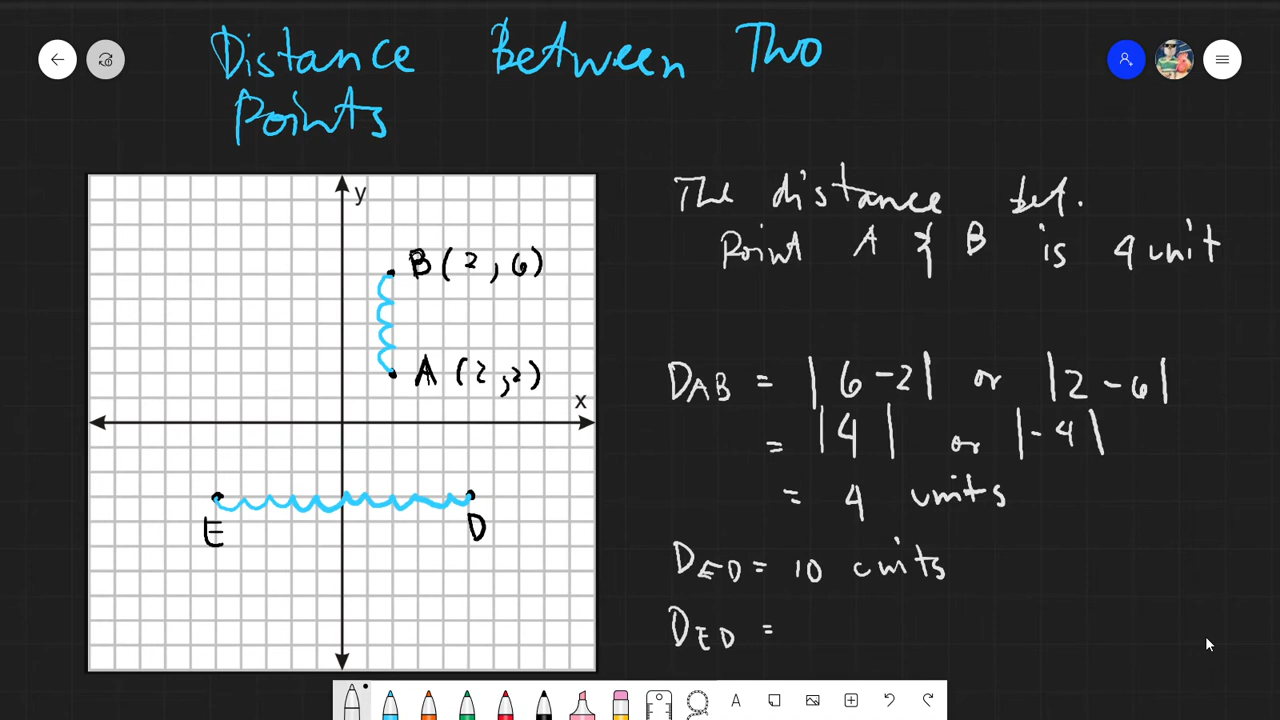 Distance Between Two
Points
The distance bet.
Point A & B is 4 unit
y
B(2,6)
A(2,2)
x
E
D
DAB = |6-2| or |2-6|
= |4| or |-4|
= 4 units
DED = 10 units
DED =
A